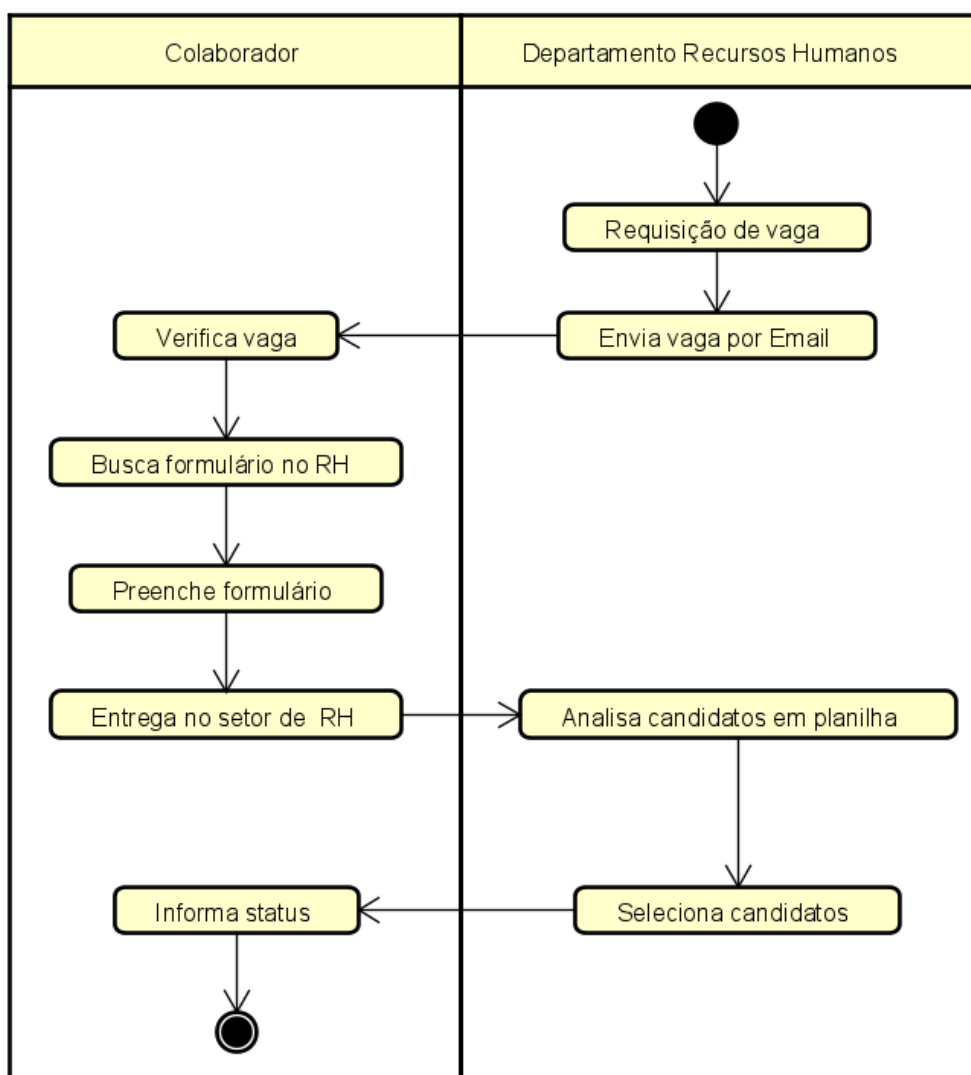 Colaborador
Departamento Recursos Humanos
Requisição de vaga
Verifica vaga
Envia vaga por Email
Busca formulário no RH
Preenche formulário
Entrega no setor de RH
Analisa candidatos em planilha
Informa status
Seleciona candidatos